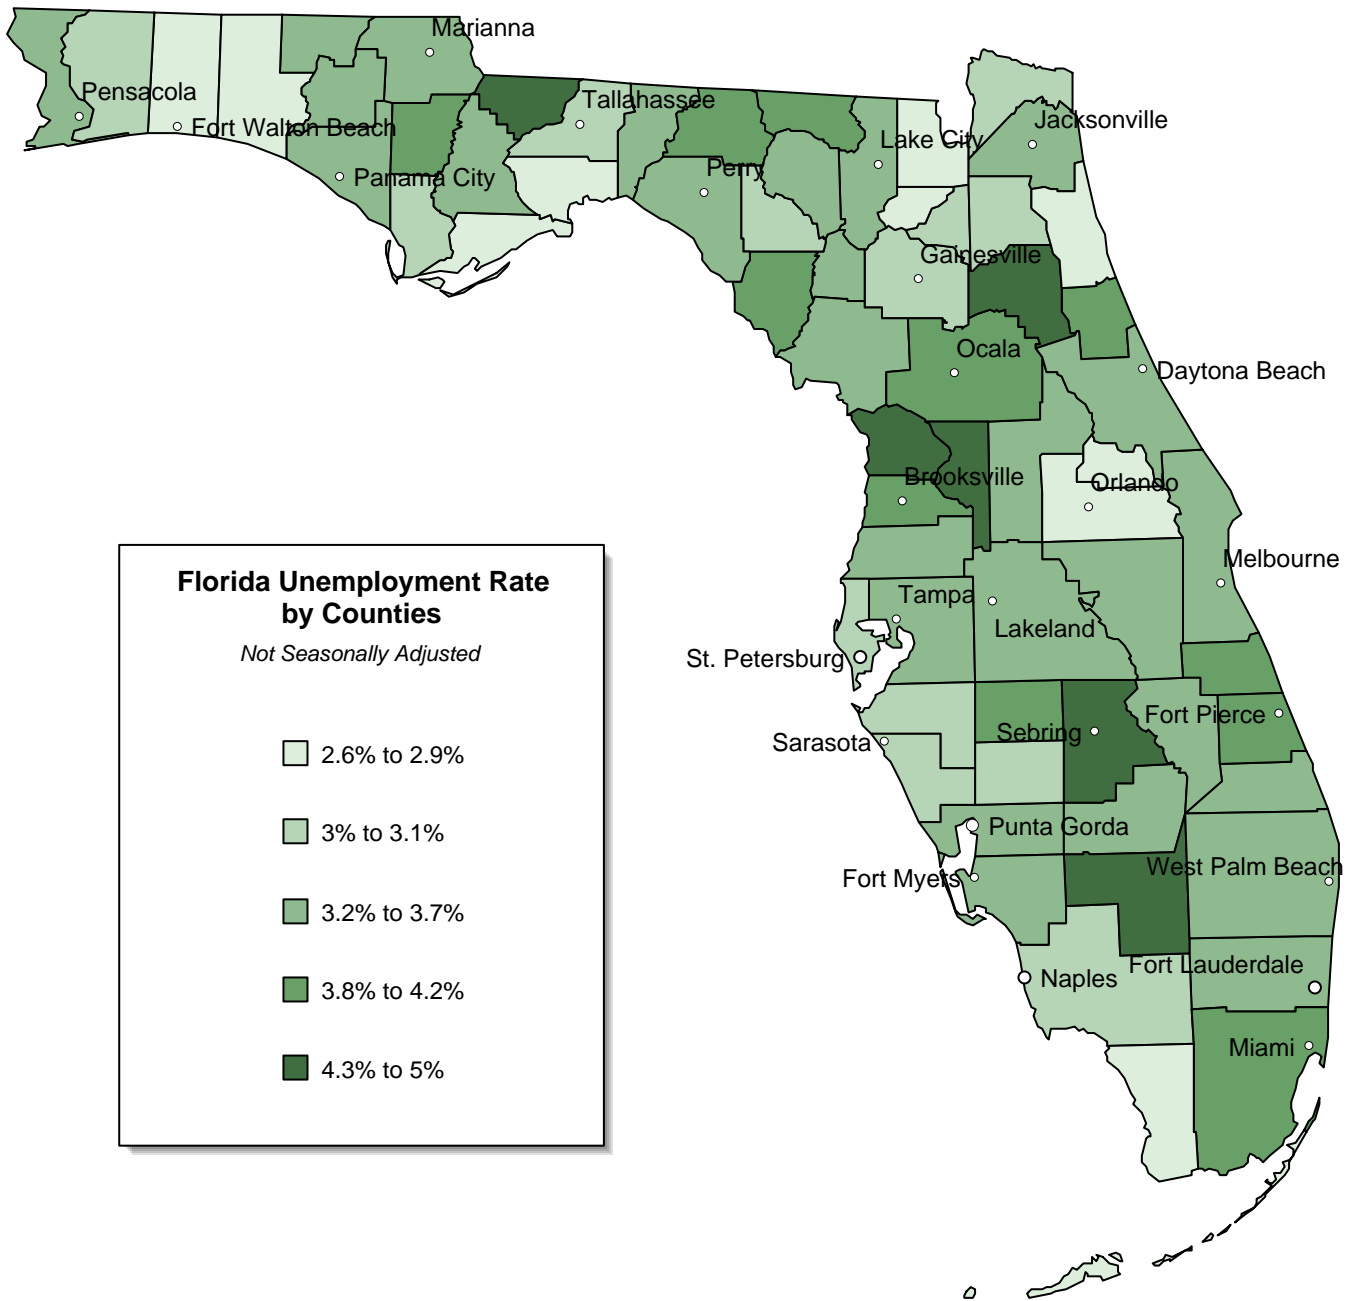 Marianna
Pensacola
Tallahassee
Fort Walton Beach
Lake City
Jacksonville
Perry
Panama City
Gainesville
Ocala
Daytona Beach
Brooksville
Orlando
Melbourne
Tampa
Lakeland
St. Petersburg
Fort Pierce
Sebring
Sarasota
Punta Gorda
West Palm Beach
Fort Myers
Fort Lauderdale
Naples
Miami
Florida Unemployment Rate
by Counties
Not Seasonally Adjusted
2.6% to 2.9%
3% to 3.1%
3.2% to 3.7%
3.8% to 4.2%
4.3% to 5%